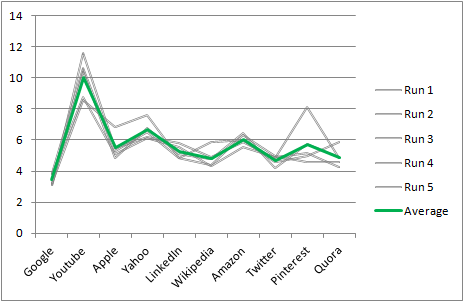 14
12
10
8
6
4
2
0
Google
Youtube
Apple
Yahoo
LinkedIn
Wikipedia
Amazon
Twitter
Pinterest
Quora
Run 1
Run 2
Run 3
Run 4
Run 5
Average